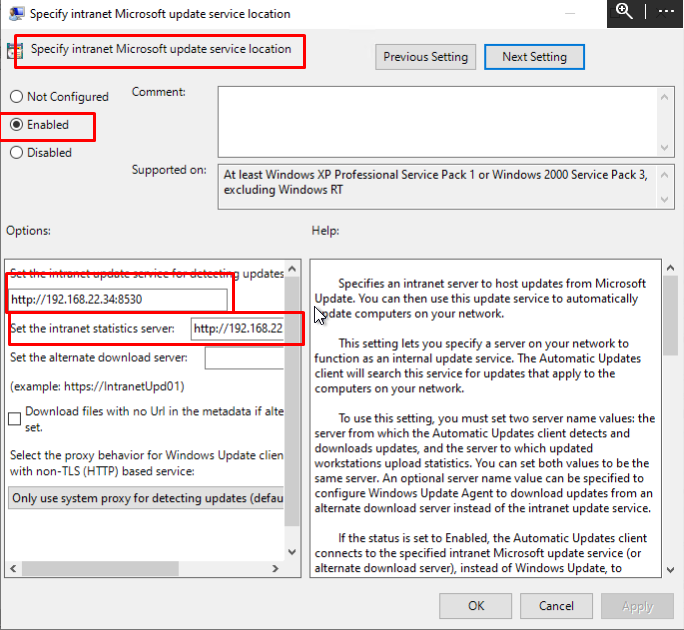 Specify intranet Microsoft update service location
Specify intranet Microsoft update service location
Previous Setting
Next Setting
Not Configured
Comment:
Enabled
Disabled
Supported on:
At least Windows XP Professional Service Pack 1 or Windows 2000 Service Pack 3,
excluding Windows RT
Options:
Help:
Set the intranet update service for detecting updates
http://192.168.22.34:8530
Set the intranet statistics server:
http://192.168.22
Set the alternate download server:
(example: https://IntranetUpd01)
Download files with no Url in the metadata if alte
set.
Select the proxy behavior for Windows Update clien
with non-TLS (HTTP) based service:
Only use system proxy for detecting updates (defau
Specifies an intranet server to host updates from Microsoft
Update. You can then use this update service to automatically
update computers on your network.
This setting lets you specify a server on your network to
function as an internal update service. The Automatic Updates
client will search this service for updates that apply to the
computers on your network.
To use this setting, you must set two server name values: the
server from which the Automatic Updates client detects and
downloads updates, and the server to which updated
workstations upload statistics. You can set both values to be the
same server. An optional server name value can be specified to
configure Windows Update Agent to download updates from an
alternate download server instead of the intranet update service.
If the status is set to Enabled, the Automatic Updates client
connects to the specified intranet Microsoft update service (or
alternate download server), instead of Windows Update, to
OK
Cancel
Apply